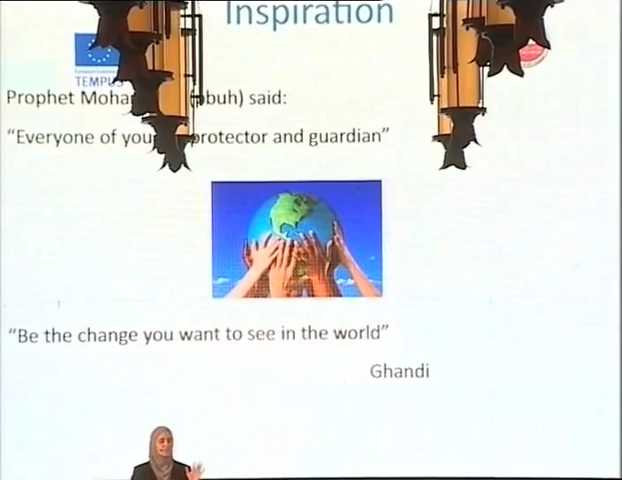 Inspiration
TEMPUS
Prophet Moha (pbuh) said:
“Everyone of you protector and guardian”
“Be the change you want to see in the world”
Ghandi